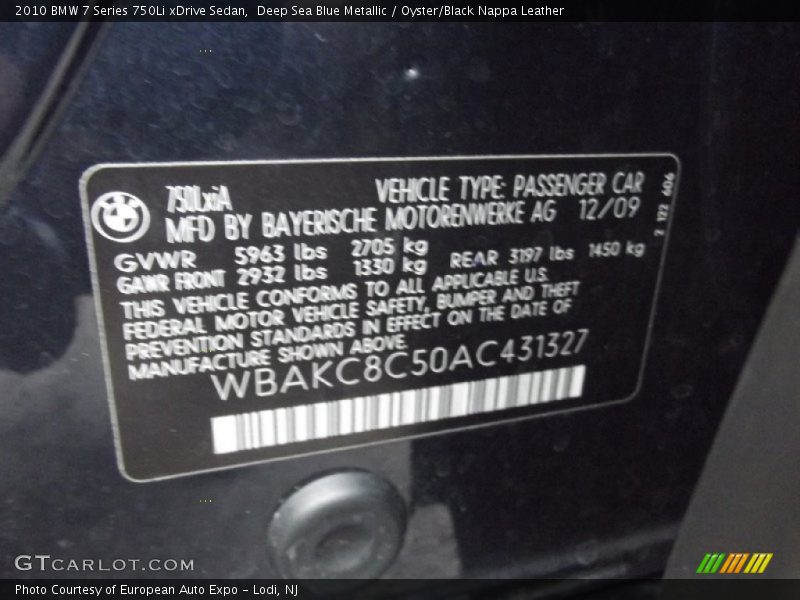 2010 BMW 7 Series 750Li xDrive Sedan, Deep Sea Blue Metallic / Oyster/Black Nappa Leather
750LxiA VEHICLE TYPE: PASSENGER CAR
MFD BY BAYERISCHE MOTORENWERKE AG 12/09
GVWR 5963 lbs 2705 kg
GAWR FRONT 2932 lbs 1330 kg REAR 3197 lbs 1450 kg
THIS VEHICLE CONFORMS TO ALL APPLICABLE U.S.
FEDERAL MOTOR VEHICLE SAFETY, BUMPER AND THEFT
PREVENTION STANDARDS IN EFFECT ON THE DATE OF
MANUFACTURE SHOWN ABOVE.
WBAKC8C50AC431327
2 122 606
GTCARLOT.COM
Photo Courtesy of European Auto Expo - Lodi, NJ